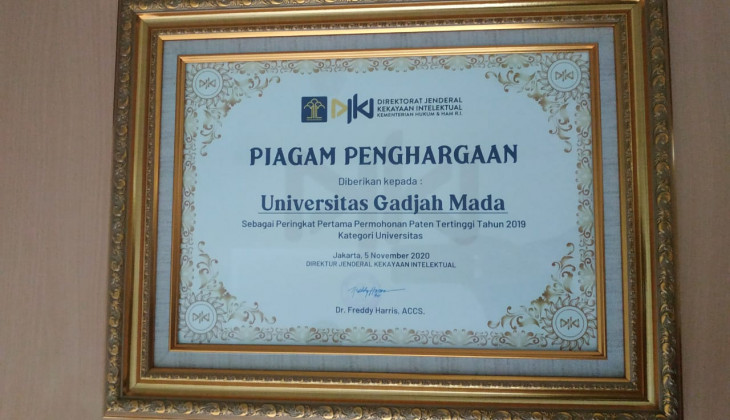 DJKI
DIREKTORAT JENDERAL
KEKAYAAN INTELEKTUAL
KEMENTERIAN HUKUM & HAM R.I.
PIAGAM PENGHARGAAN
Diberikan kepada :
Universitas Gadjah Mada
Sebagai Peringkat Pertama Permohonan Paten Tertinggi Tahun 2019
Kategori Universitas
Jakarta, 5 November 2020
DIREKTUR JENDERAL KEKAYAAN INTELEKTUAL
Dr. Freddy Harris, ACCS.